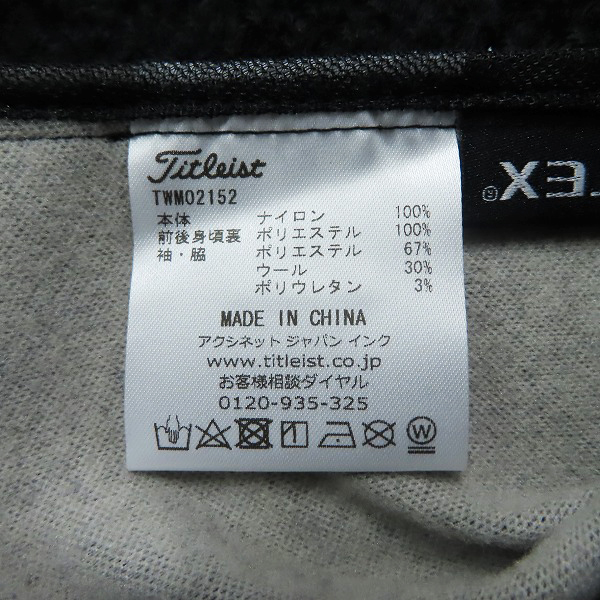 Titleist
TWMO2152
本体 ナイロン 100%
前後身頃裏 ポリエステル 100%
袖・脇 ポリエステル 67%
ウール 30%
ポリウレタン 3%
MADE IN CHINA
アクシネット ジャパン インク
www.titleist.co.jp
お客様相談ダイヤル
0120-935-325
W
TEX®